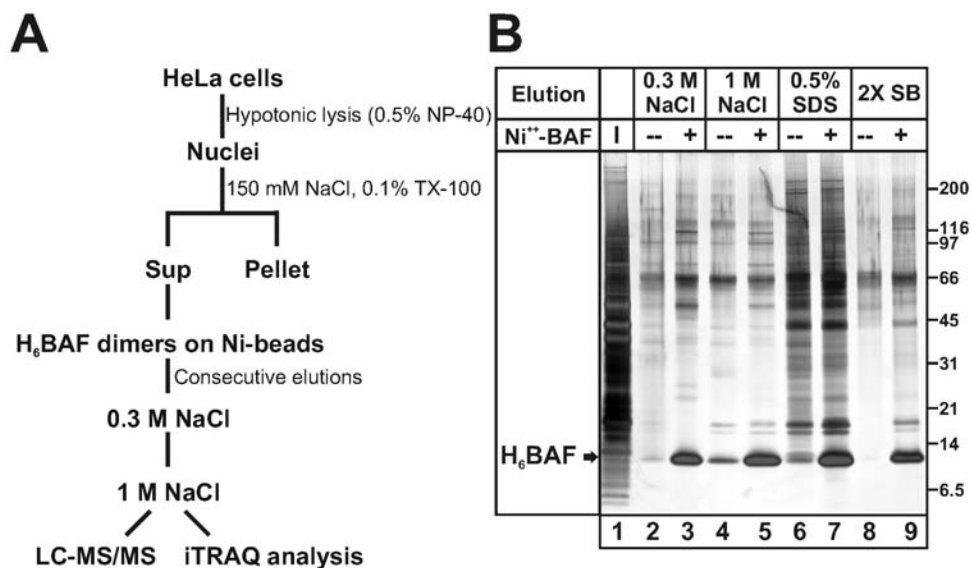 A
HeLa cells
Hypotonic lysis (0.5% NP-40)
Nuclei
150 mM NaCl, 0.1% TX-100
Sup Pellet
H₆BAF dimers on Ni-beads
Consecutive elutions
0.3 M NaCl
1 M NaCl
LC-MS/MS iTRAQ analysis
B
Elution 0.3 M NaCl 1 M NaCl 0.5% SDS 2X SB
Ni⁺⁺-BAF I -- + -- + -- + -- +
200
116
97
66
45
31
21
14
H₆BAF
6.5
1 2 3 4 5 6 7 8 9